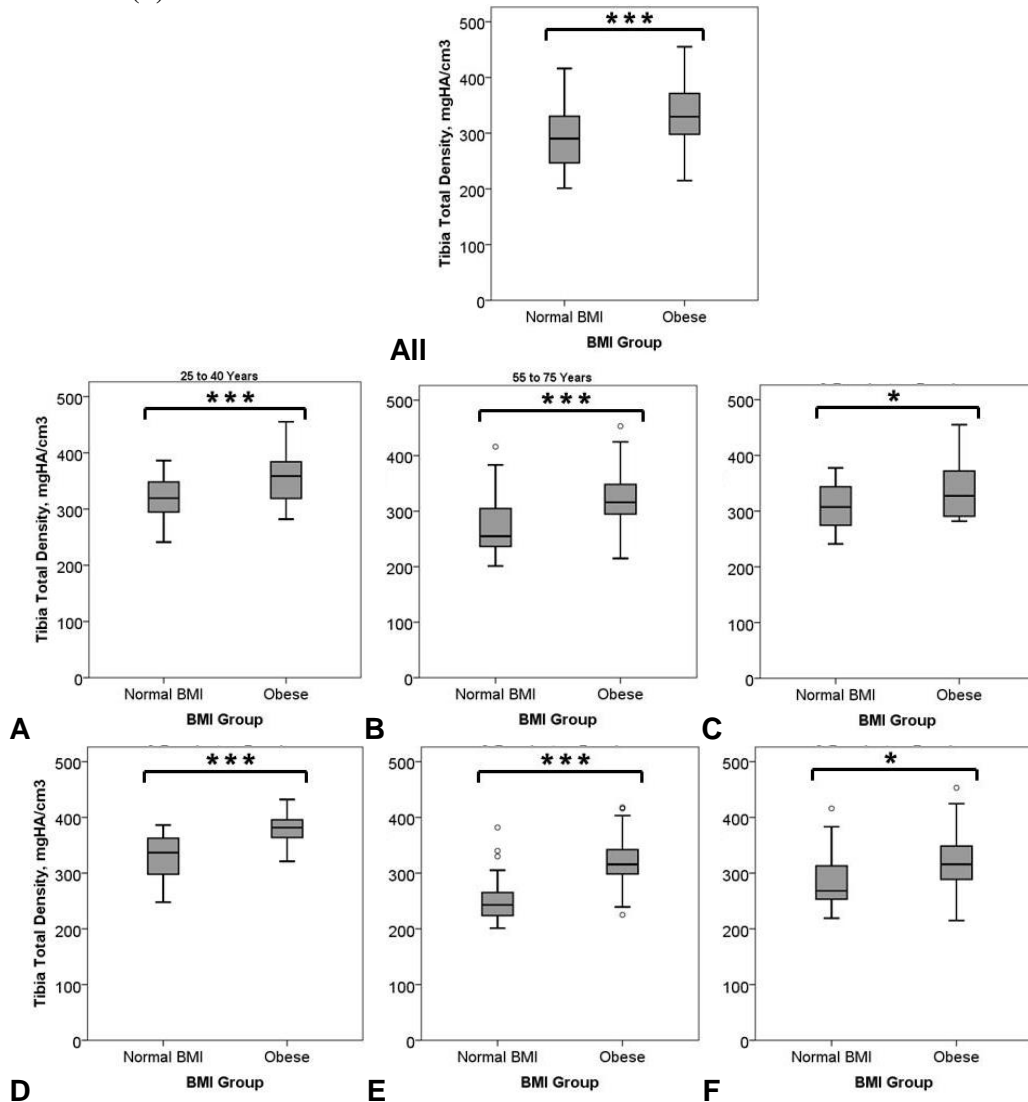 ***
500
400
300
200
100
0
Tibia Total Density, mgHA/cm3
Normal BMI Obese
BMI Group
All
25 to 40 Years
***
500
400
300
200
100
0
Tibia Total Density, mgHA/cm3
Normal BMI Obese
BMI Group
A
55 to 75 Years
***
500
400
300
200
100
0
Normal BMI Obese
BMI Group
B
*
500
400
300
200
100
0
Normal BMI Obese
BMI Group
C
***
500
400
300
200
100
0
Tibia Total Density, mgHA/cm3
Normal BMI Obese
BMI Group
D
***
500
400
300
200
100
0
Normal BMI Obese
BMI Group
E
*
500
400
300
200
100
0
Normal BMI Obese
BMI Group
F